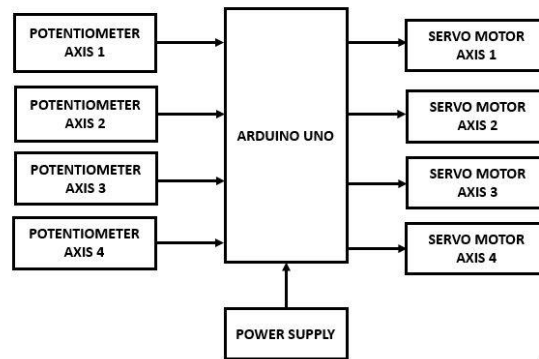 POTENTIOMETER
AXIS 1
POTENTIOMETER
AXIS 2
POTENTIOMETER
AXIS 3
POTENTIOMETER
AXIS 4
ARDUINO UNO
SERVO MOTOR
AXIS 1
SERVO MOTOR
AXIS 2
SERVO MOTOR
AXIS 3
SERVO MOTOR
AXIS 4
POWER SUPPLY